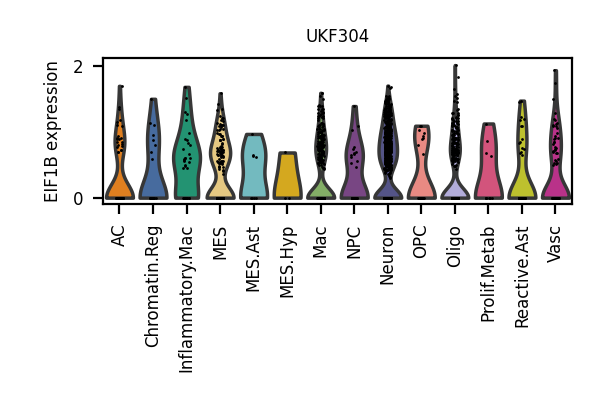 UKF304
EIF1B expression
2
0
AC
Chromatin.Reg
Inflammatory.Mac
MES
MES.Ast
MES.Hyp
Mac
NPC
Neuron
OPC
Oligo
Prolif.Metab
Reactive.Ast
Vasc